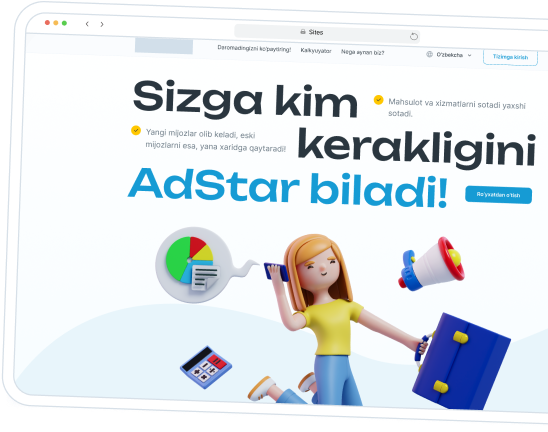 Sites
Daromadingizni ko'paytiring!
Kalkyuyator
Nega aynan biz?
O'zbekcha
Tizimga kirish
Sizga kim
Mahsulot va xizmatlarni sotadi yaxshi
sotadi.
Yangi mijozlar olib keladi, eski
mijozlarni esa, yana xaridga qaytaradi!
kerakligini
AdStar biladi!
Ro'yxatdan o'tish